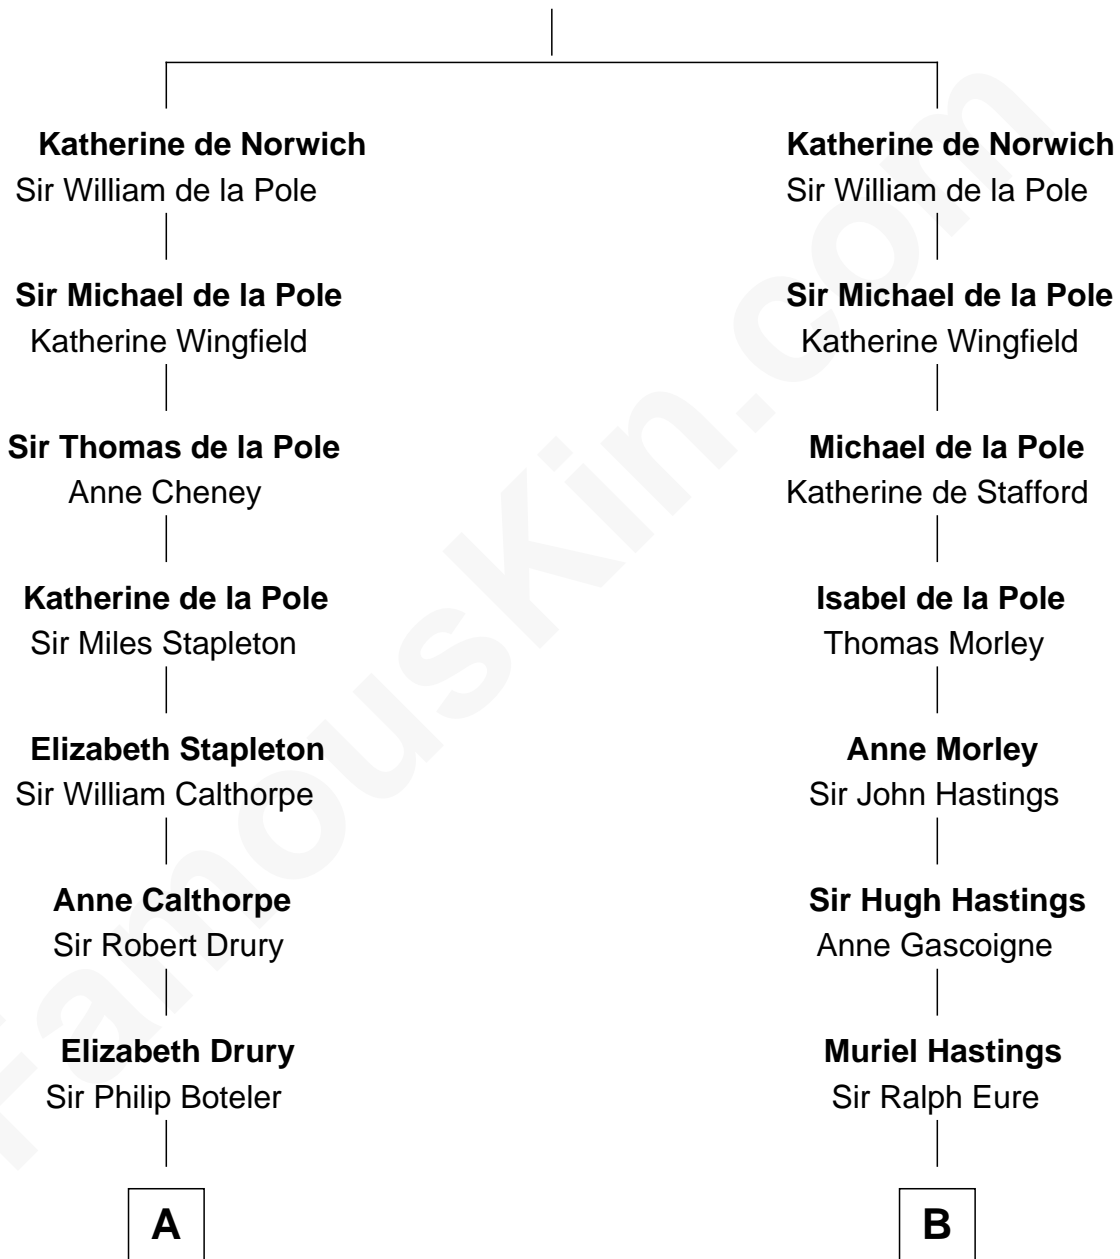 Katherine de Norwich
Sir William de la Pole
Katherine de Norwich
Sir William de la Pole
Sir Michael de la Pole
Katherine Wingfield
Sir Michael de la Pole
Katherine Wingfield
Sir Thomas de la Pole
Anne Cheney
Michael de la Pole
Katherine de Stafford
Katherine de la Pole
Sir Miles Stapleton
Isabel de la Pole
Thomas Morley
Elizabeth Stapleton
Sir William Calthorpe
Anne Morley
Sir John Hastings
Anne Calthorpe
Sir Robert Drury
Sir Hugh Hastings
Anne Gascoigne
Elizabeth Drury
Sir Philip Boteler
Muriel Hastings
Sir Ralph Eure
A
B
FamousKin.com